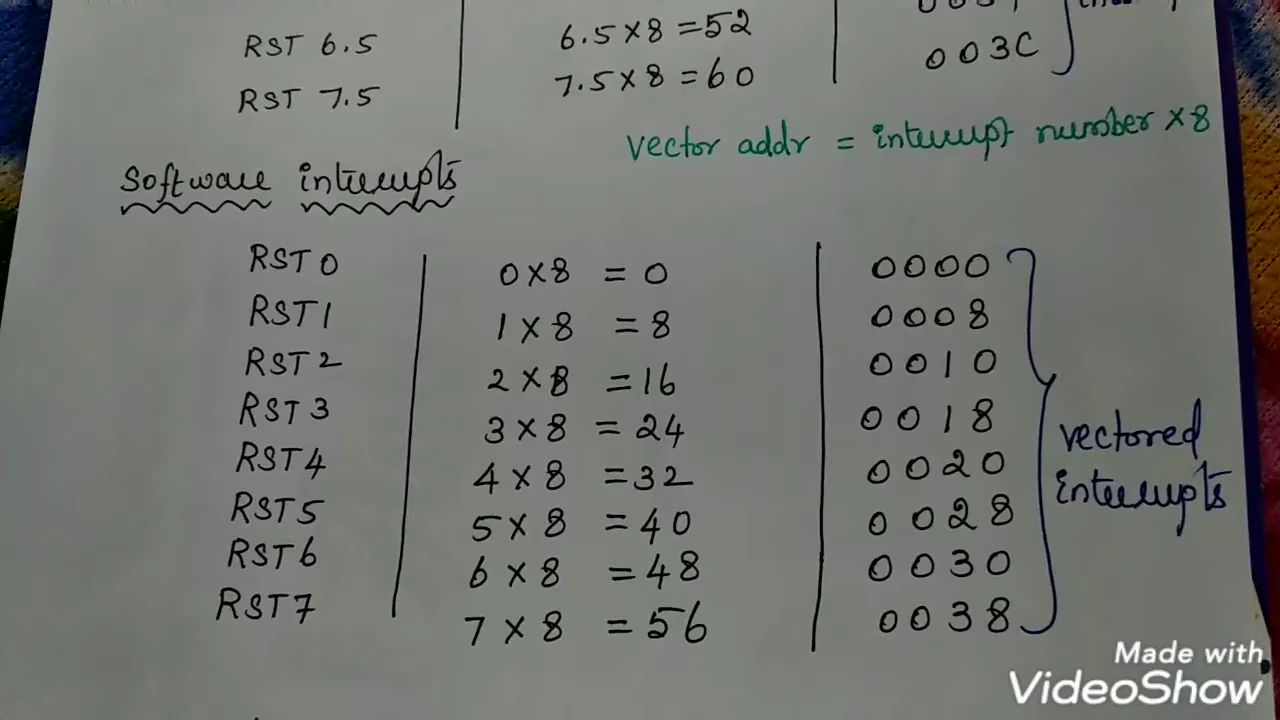 RST 6.5 6.5×8 =52
RST 7.5 7.5×8 =60 003C
vector addr = interrupt number ×8
Software interrupts
RST0 0×8 = 0 0000
RST1 1×8 =8 0008
RST2 2×8 =16 0010
RST3 3×8 = 24 0018
RST4 4×8 =32 0020
RST5 5×8 =40 0028
RST6 6×8 =48 0030
RST7 7×8 =56 0038
vectored
interrupts
Made with
VideoShow